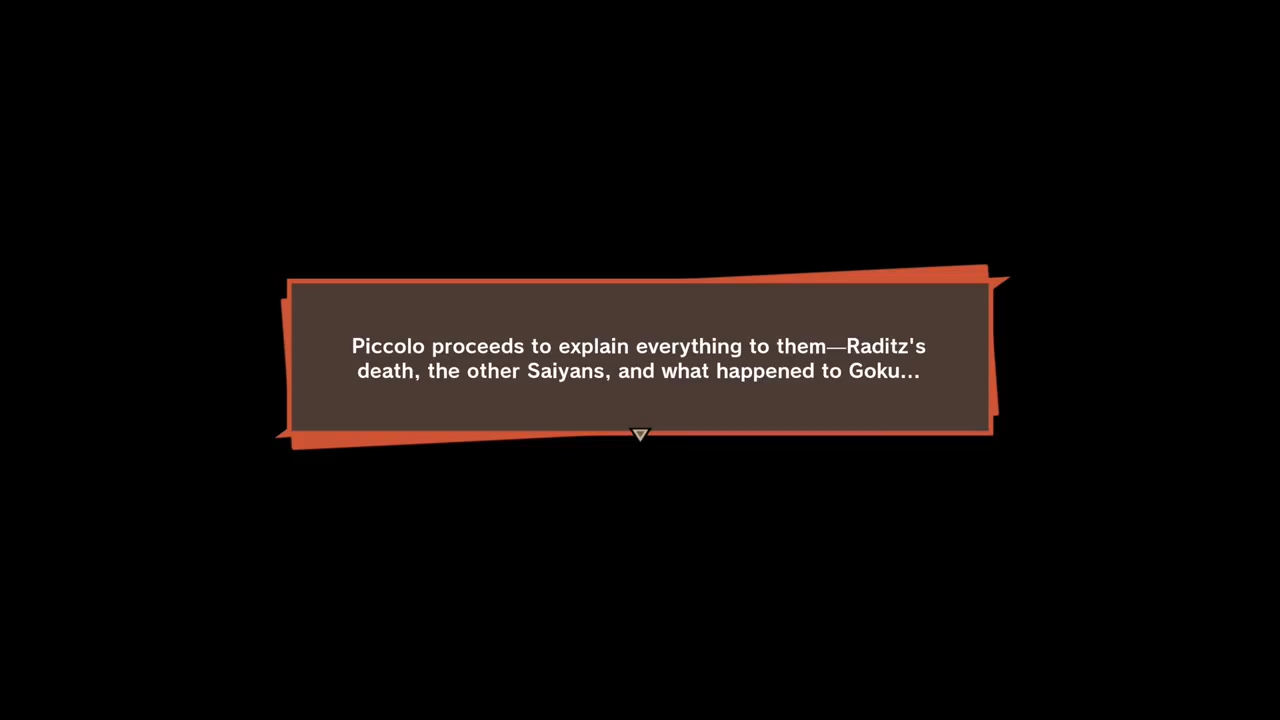 Piccolo proceeds to explain everything to them—Raditz's
death, the other Saiyans, and what happened to Goku...